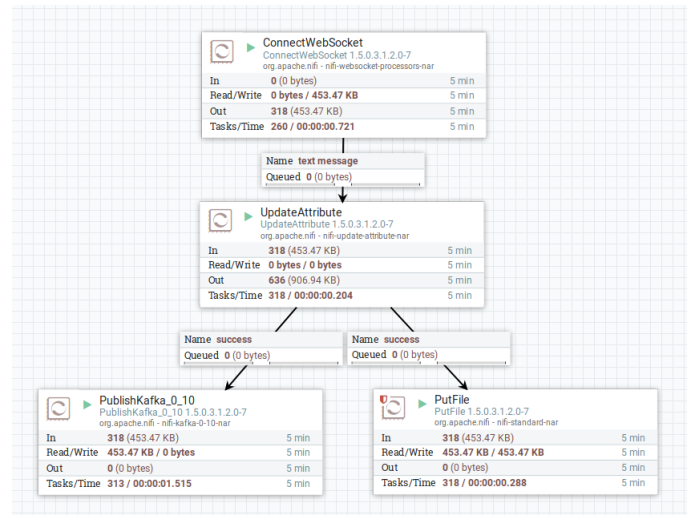 ConnectWebSocket
ConnectWebSocket 1.5.0.3.1.2.0-7
org.apache.nifi - nifi-websocket-processors-nar
In 0 (0 bytes) 5 min
Read/Write 0 bytes / 453.47 KB 5 min
Out 318 (453.47 KB) 5 min
Tasks/Time 260 / 00:00:00.721 5 min
Name text message
Queued 0 (0 bytes)
UpdateAttribute
UpdateAttribute 1.5.0.3.1.2.0-7
org.apache.nifi - nifi-update-attribute-nar
In 318 (453.47 KB) 5 min
Read/Write 0 bytes / 0 bytes 5 min
Out 636 (906.94 KB) 5 min
Tasks/Time 318 / 00:00:00.204 5 min
Name success
Queued 0 (0 bytes)
Name success
Queued 0 (0 bytes)
PublishKafka_0_10
PublishKafka_0_10 1.5.0.3.1.2.0-7
org.apache.nifi - nifi-kafka-0-10-nar
In 318 (453.47 KB) 5 min
Read/Write 453.47 KB / 0 bytes 5 min
Out 0 (0 bytes) 5 min
Tasks/Time 313 / 00:00:01.515 5 min
PutFile
PutFile 1.5.0.3.1.2.0-7
org.apache.nifi - nifi-standard-nar
In 318 (453.47 KB) 5 min
Read/Write 453.47 KB / 453.47 KB 5 min
Out 0 (0 bytes) 5 min
Tasks/Time 318 / 00:00:00.288 5 min